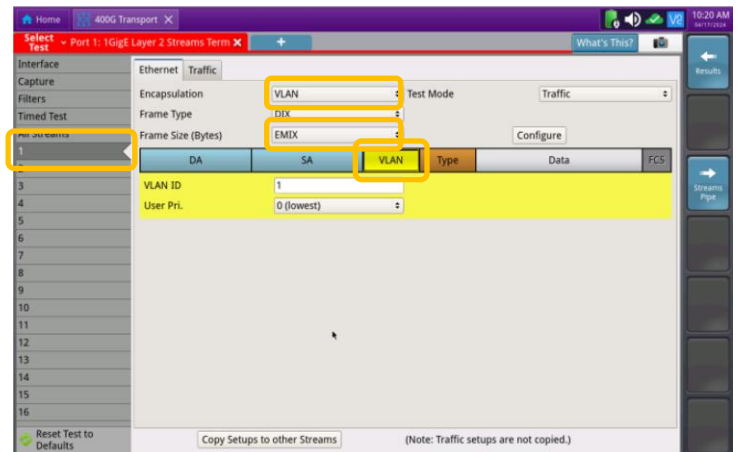 Home 400G Transport X V2 10:20 AM
04/17/2024
Select Test Port 1: 1GigE Layer 2 Streams Term X + What's This?
Interface
Capture
Filters
Timed Test
All Streams
1
2
3
4
5
6
7
8
9
10
11
12
13
14
15
16
Reset Test to
Defaults
Ethernet Traffic
Encapsulation VLAN Test Mode Traffic
Frame Type DIX
Frame Size (Bytes) EMIX Configure
DA SA VLAN Type Data FCS
VLAN ID 1
User Pri. 0 (lowest)
Copy Setups to other Streams (Note: Traffic setups are not copied.)
Results
Streams
Pipe